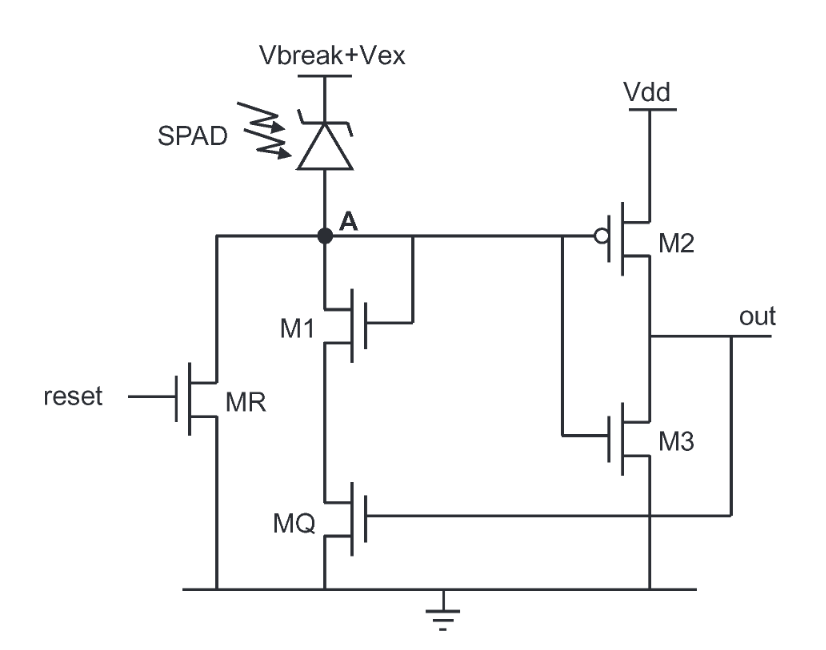 Vbreak+Vex
Vdd
SPAD
A
M2
M1
out
reset
MR
M3
MQ